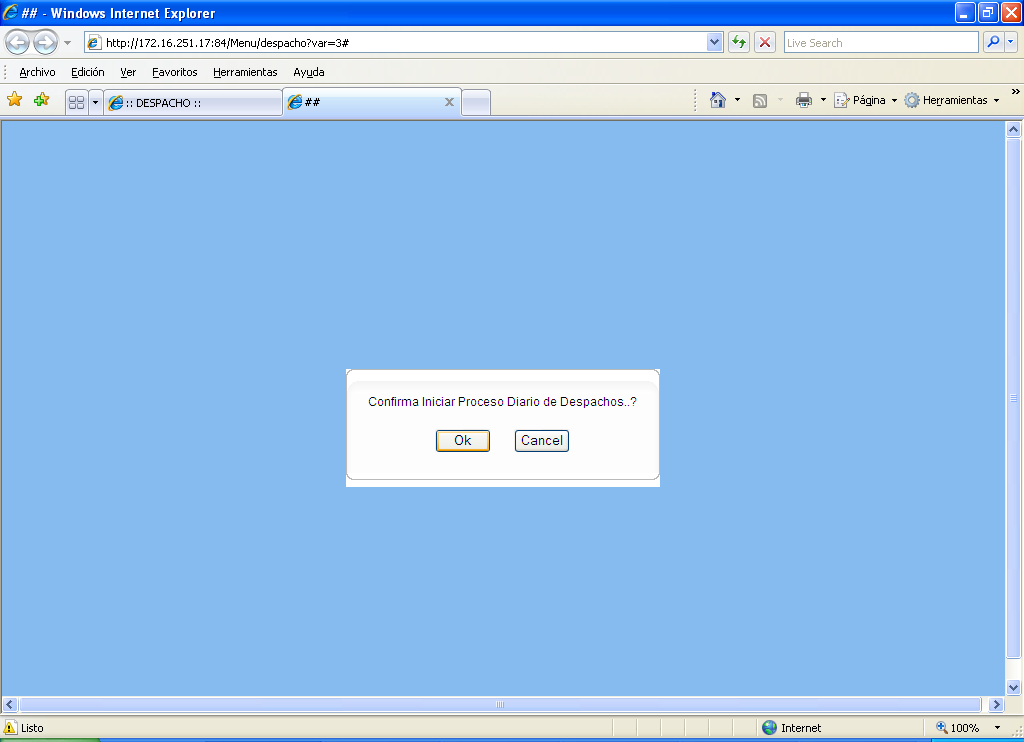 ## - Windows Internet Explorer
http://172.16.251.17:84/Menu/despacho?var=3#
Live Search
Archivo Edición Ver Favoritos Herramientas Ayuda
:: DESPACHO ::
##
Página
Herramientas
Confirma Iniciar Proceso Diario de Despachos..?
Ok Cancel
Listo
Internet
100%